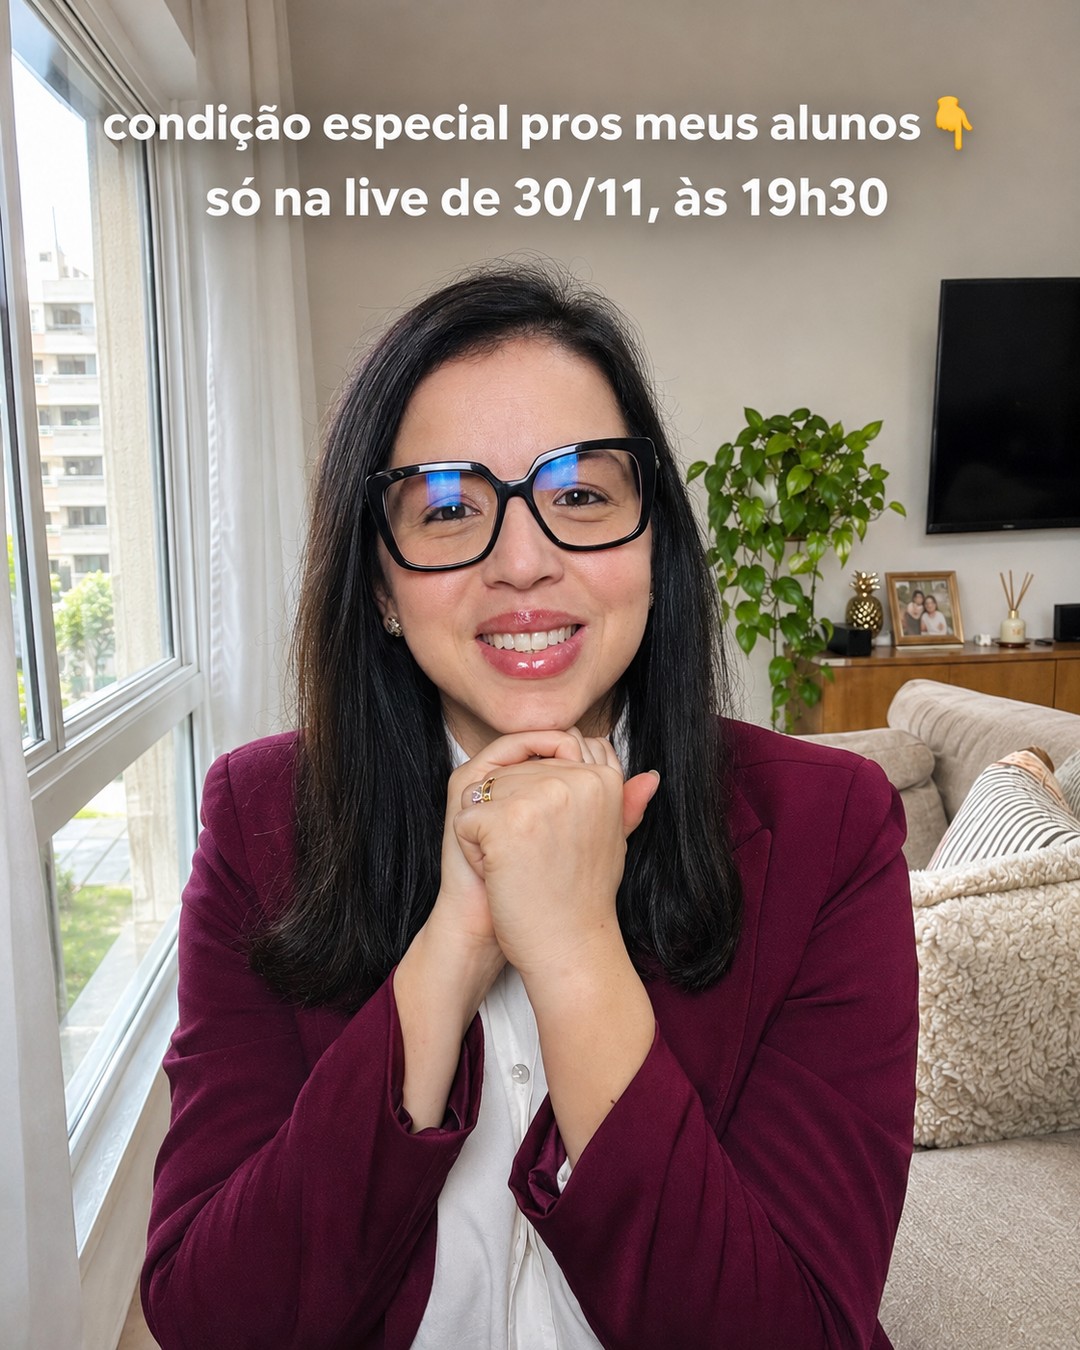 condição especial pros meus alunos 👇
só na live de 30/11, às 19h30